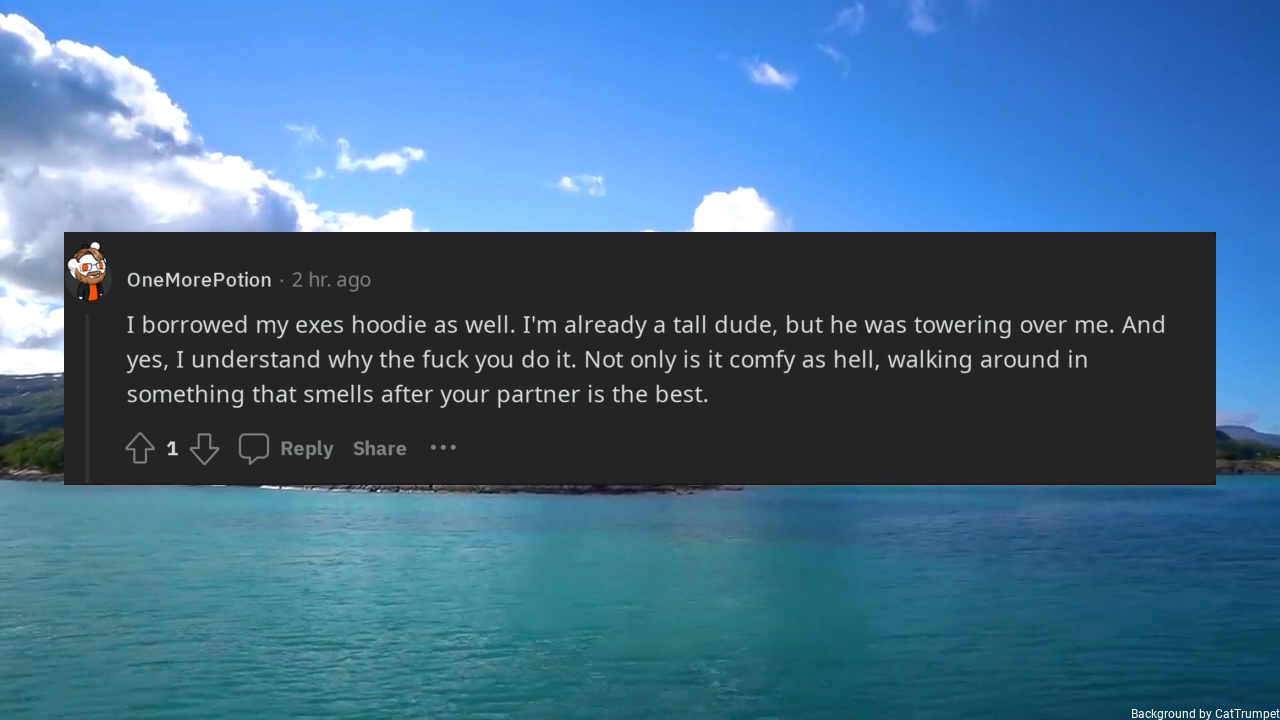 OneMorePotion · 2 hr. ago
I borrowed my exes hoodie as well. I'm already a tall dude, but he was towering over me. And
yes, I understand why the fuck you do it. Not only is it comfy as hell, walking around in
something that smells after your partner is the best.
1 Reply Share •••
Background by CatTrumpet